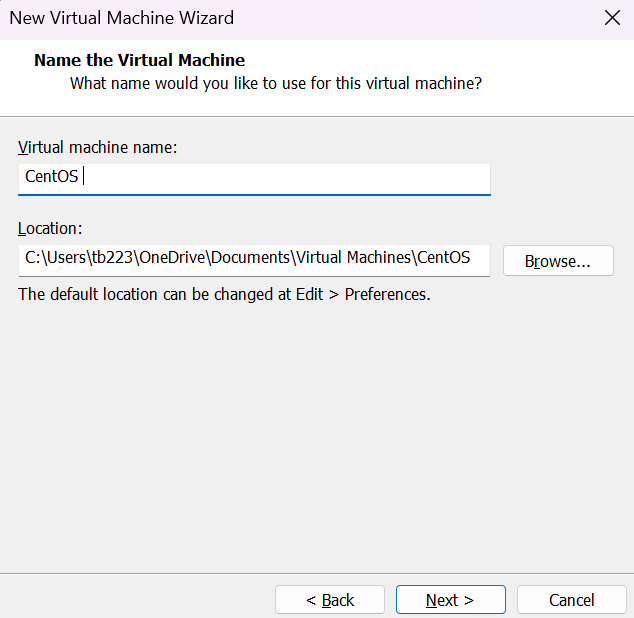 New Virtual Machine Wizard
Name the Virtual Machine
What name would you like to use for this virtual machine?
Virtual machine name:
CentOS
Location:
C:\Users\tb223\OneDrive\Documents\Virtual Machines\CentOS
Browse...
The default location can be changed at Edit > Preferences.
< Back
Next >
Cancel